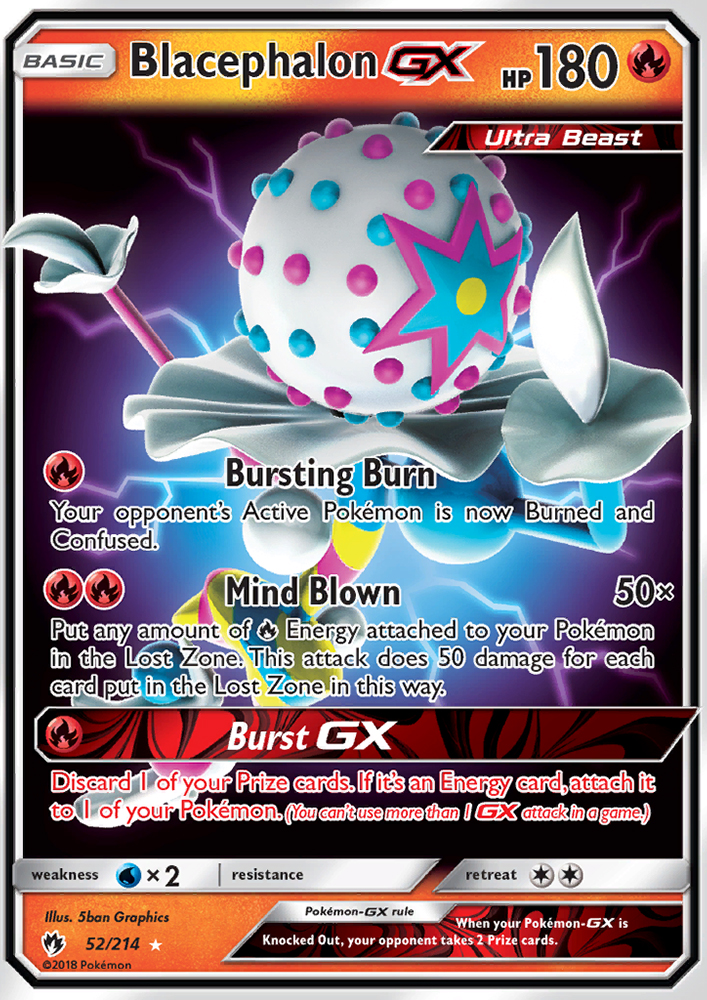 BASIC Blacephalon GX HP 180
Ultra Beast
Bursting Burn
Your opponent's Active Pokémon is now Burned and
Confused.
Mind Blown 50×
Put any amount of Energy attached to your Pokémon
in the Lost Zone. This attack does 50 damage for each
card put in the Lost Zone in this way.
Burst GX
Discard 1 of your Prize cards. If it's an Energy card, attach it
to 1 of your Pokémon. (You can't use more than 1 GX attack in a game.)
weakness ×2 resistance retreat
Illus. 5ban Graphics
52/214
©2018 Pokémon
Pokémon-GX rule
When your Pokémon-GX is
Knocked Out, your opponent takes 2 Prize cards.